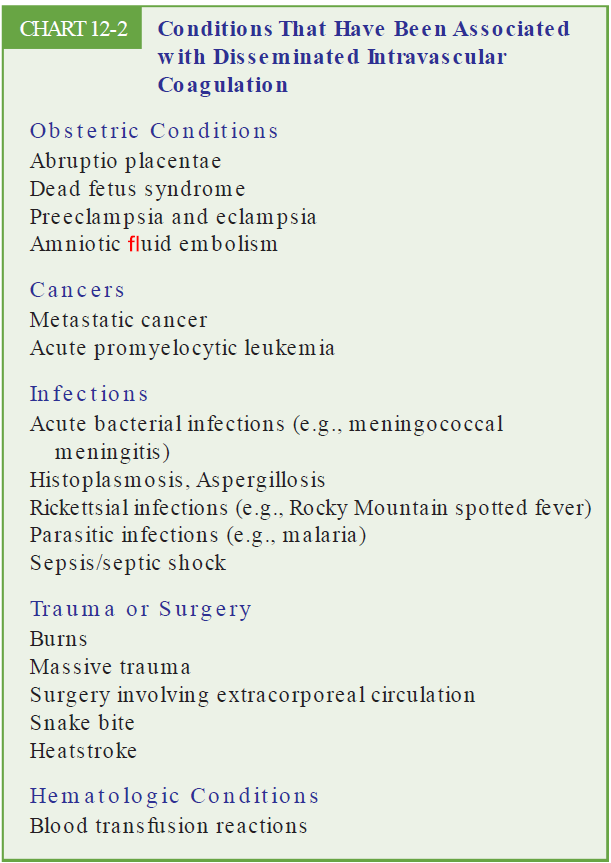 CHART 12-2
Conditions That Have Been Associated
with Disseminated Intravascular
Coagulation
Obstetric Conditions
Abruptio placentae
Dead fetus syndrome
Preeclampsia and eclampsia
Amniotic fluid embolism
Cancers
Metastatic cancer
Acute promyelocytic leukemia
Infections
Acute bacterial infections (e.g., meningococcal
meningitis)
Histoplasmosis, Aspergillosis
Rickettsial infections (e.g., Rocky Mountain spotted fever)
Parasitic infections (e.g., malaria)
Sepsis/septic shock
Trauma or Surgery
Burns
Massive trauma
Surgery involving extracorporeal circulation
Snake bite
Heatstroke
Hematologic Conditions
Blood transfusion reactions